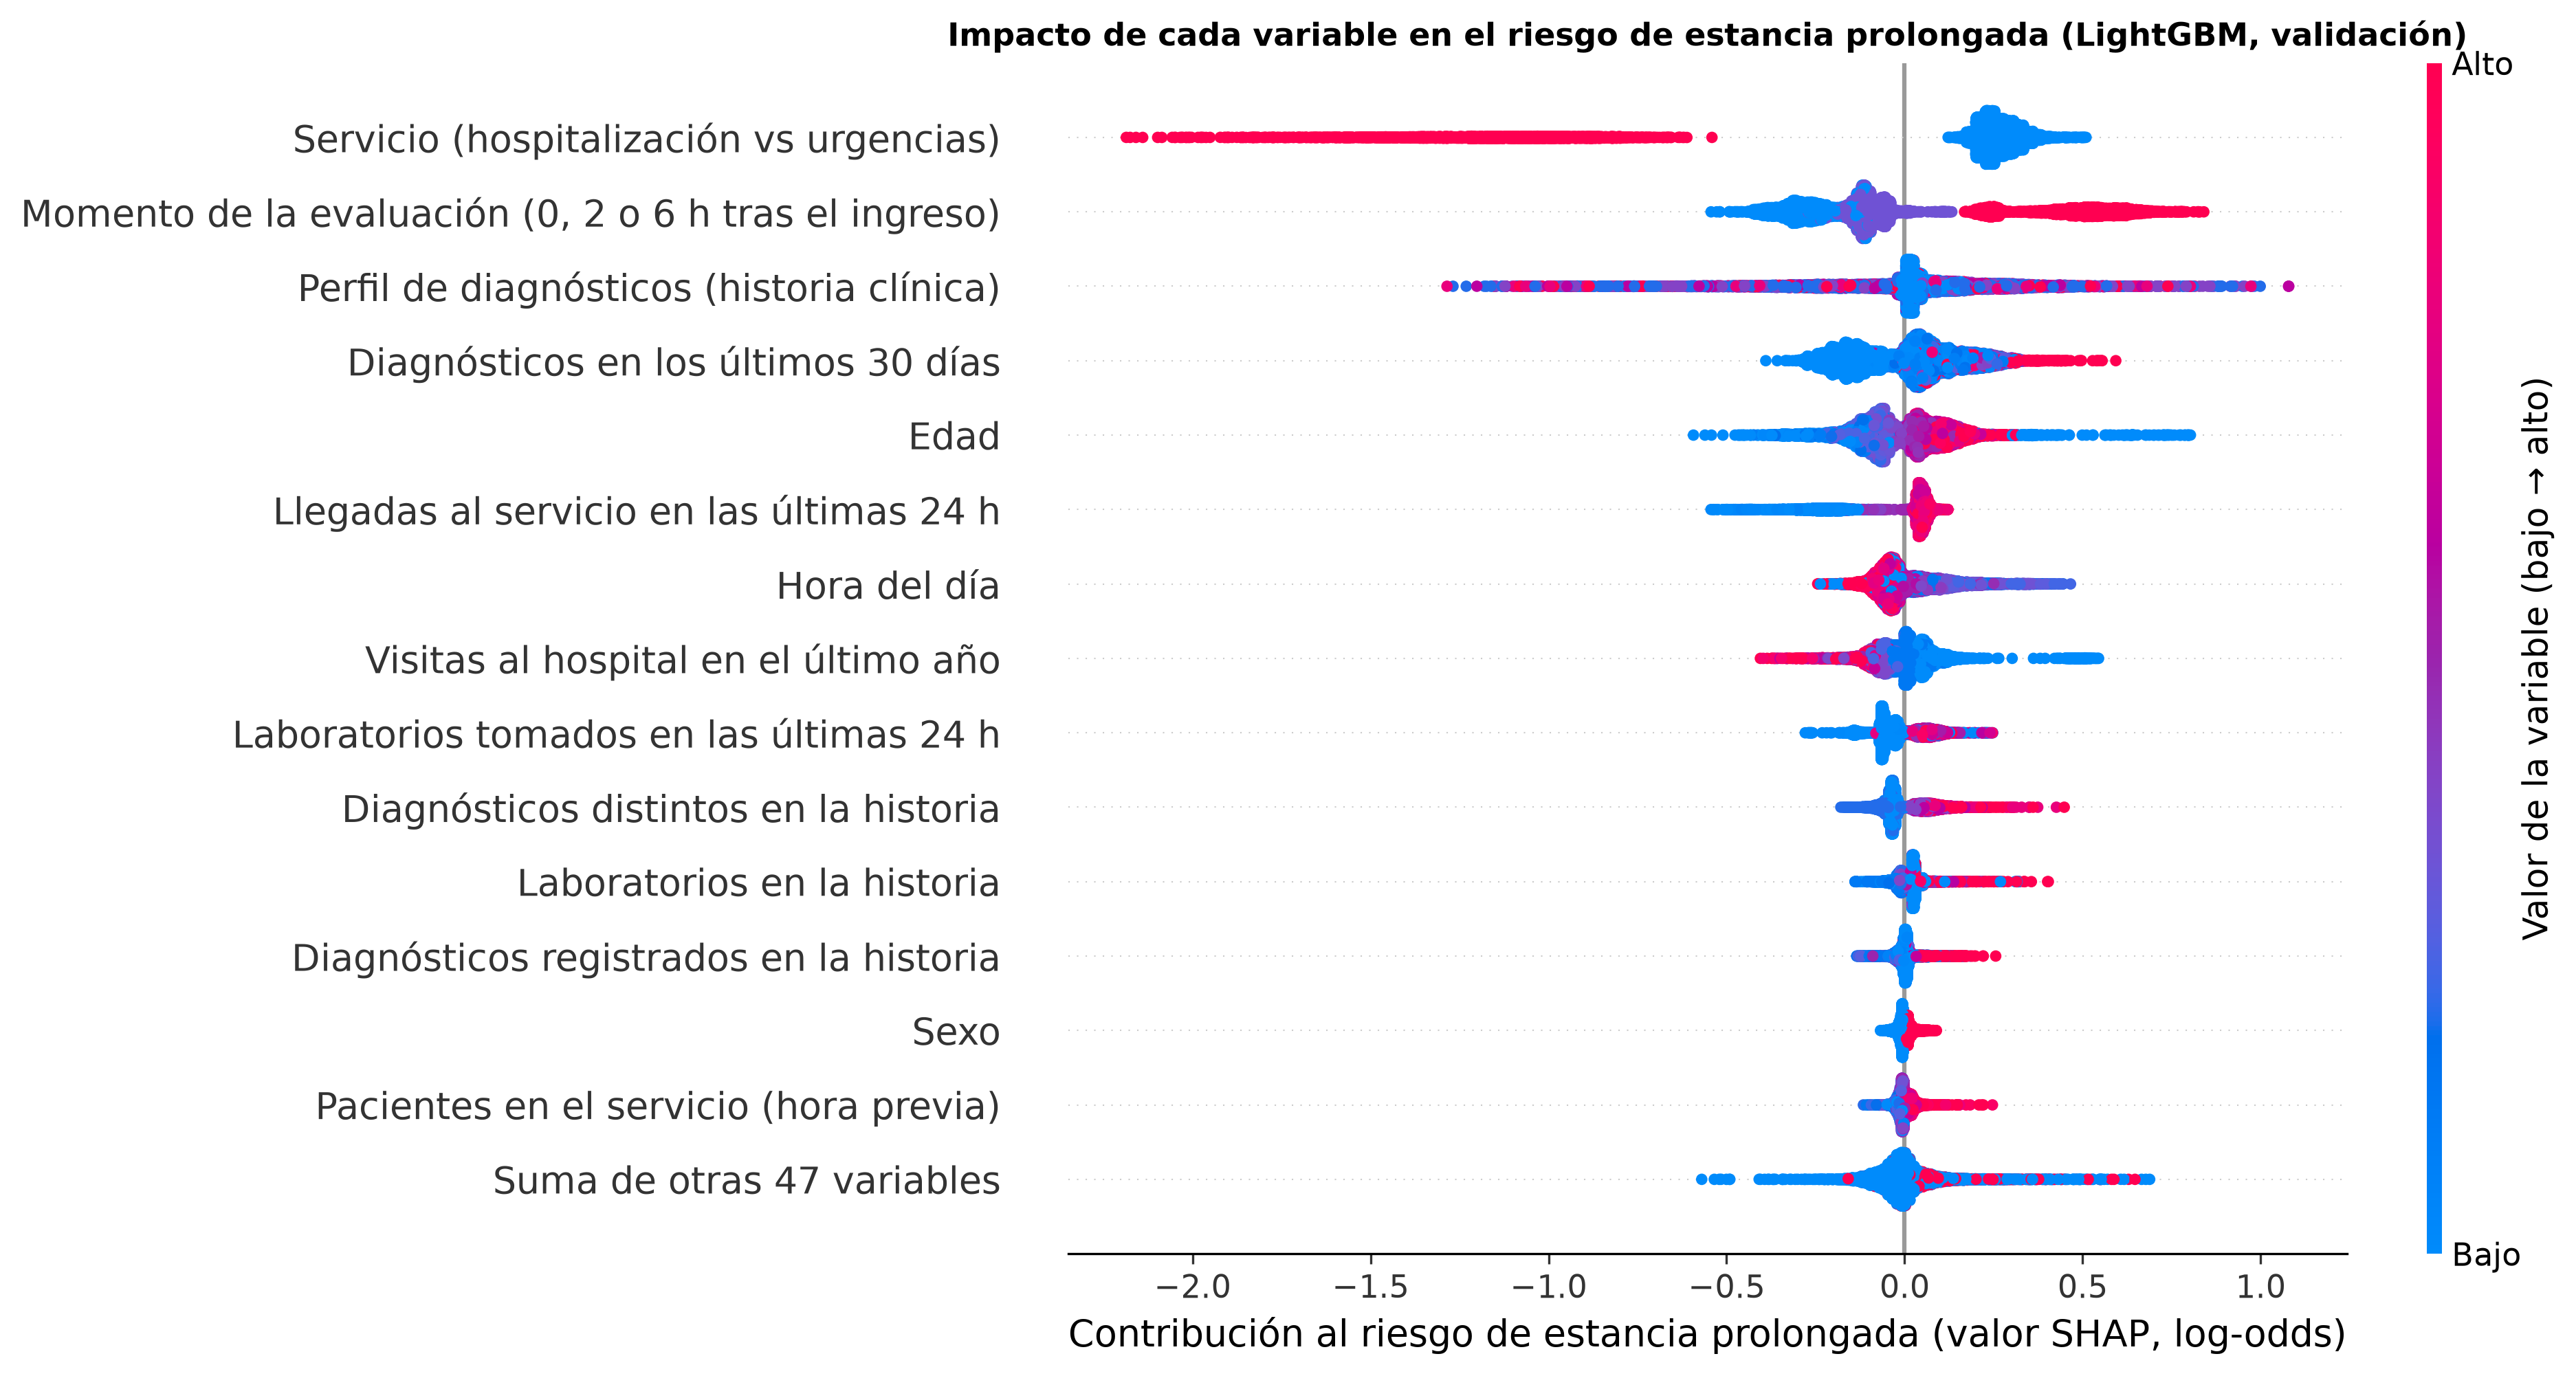 Impacto de cada variable en el riesgo de estancia prolongada (LightGBM, validación)
Alto
Servicio (hospitalización vs urgencias)
Momento de la evaluación (0, 2 o 6 h tras el ingreso)
Perfil de diagnósticos (historia clínica)
Diagnósticos en los últimos 30 días
Edad
Llegadas al servicio en las últimas 24 h
Hora del día
Visitas al hospital en el último año
Laboratorios tomados en las últimas 24 h
Diagnósticos distintos en la historia
Laboratorios en la historia
Diagnósticos registrados en la historia
Sexo
Pacientes en el servicio (hora previa)
Suma de otras 47 variables
Valor de la variable (bajo → alto)
Bajo
−2.0 −1.5 −1.0 −0.5 0.0 0.5 1.0
Contribución al riesgo de estancia prolongada (valor SHAP, log-odds)